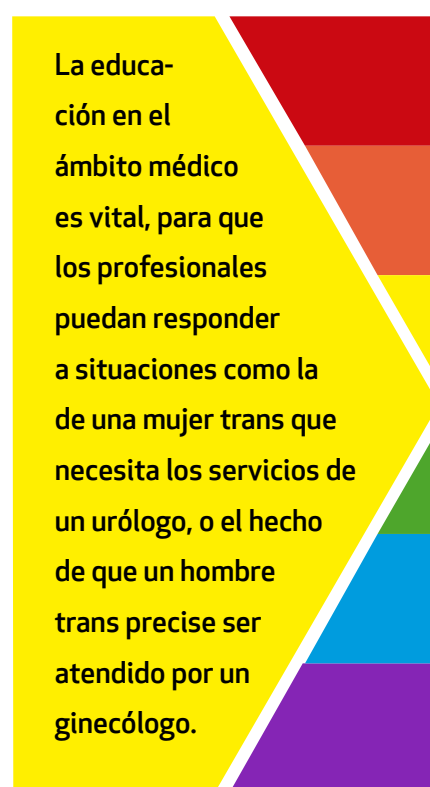 La educa-
ción en el
ámbito médico
es vital, para que
los profesionales
puedan responder
a situaciones como la
de una mujer trans que
necesita los servicios de
un urólogo, o el hecho
de que un hombre
trans precise ser
atendido por un
ginecólogo.